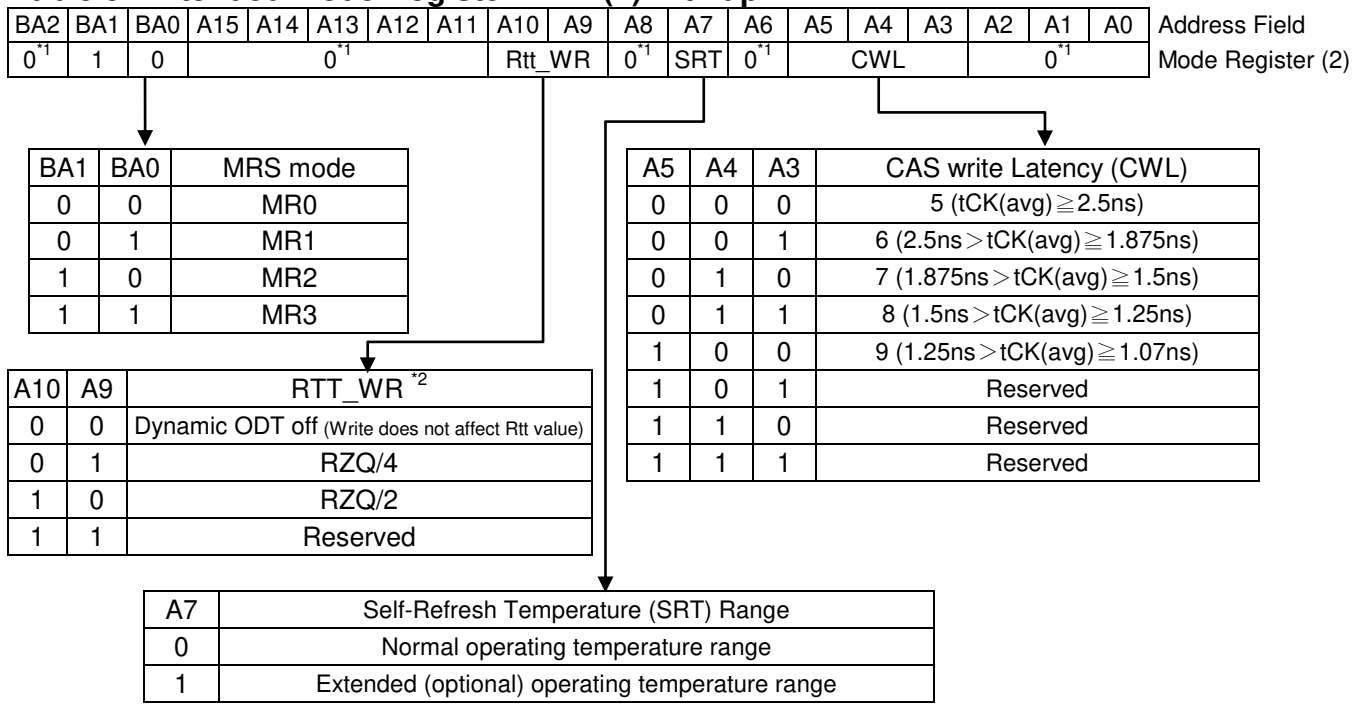 BA2 BA1 BA0 A15 A14 A13 A12 A11 A10 A9 A8 A7 A6 A5 A4 A3 A2 A1 A0 Address Field
0*1 1 0 0*1 Rtt_WR 0*1 SRT 0*1 CWL 0*1 Mode Register (2)
BA1 BA0 MRS mode
0 0 MR0
0 1 MR1
1 0 MR2
1 1 MR3
A5 A4 A3 CAS write Latency (CWL)
0 0 0 5 (tCK(avg)≧2.5ns)
0 0 1 6 (2.5ns>tCK(avg)≧1.875ns)
0 1 0 7 (1.875ns>tCK(avg)≧1.5ns)
0 1 1 8 (1.5ns>tCK(avg)≧1.25ns)
1 0 0 9 (1.25ns>tCK(avg)≧1.07ns)
1 0 1 Reserved
1 1 0 Reserved
1 1 1 Reserved
A10 A9 RTT_WR *2
0 0 Dynamic ODT off (Write does not affect Rtt value)
0 1 RZQ/4
1 0 RZQ/2
1 1 Reserved
A7 Self-Refresh Temperature (SRT) Range
0 Normal operating temperature range
1 Extended (optional) operating temperature range